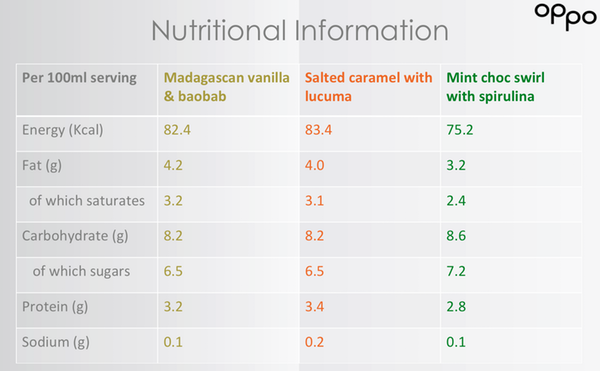 oppo
Nutritional Information
Per 100ml serving Madagascan vanilla & baobab Salted caramel with lucuma Mint choc swirl with spirulina
Energy (Kcal) 82.4 83.4 75.2
Fat (g) 4.2 4.0 3.2
of which saturates 3.2 3.1 2.4
Carbohydrate (g) 8.2 8.2 8.6
of which sugars 6.5 6.5 7.2
Protein (g) 3.2 3.4 2.8
Sodium (g) 0.1 0.2 0.1